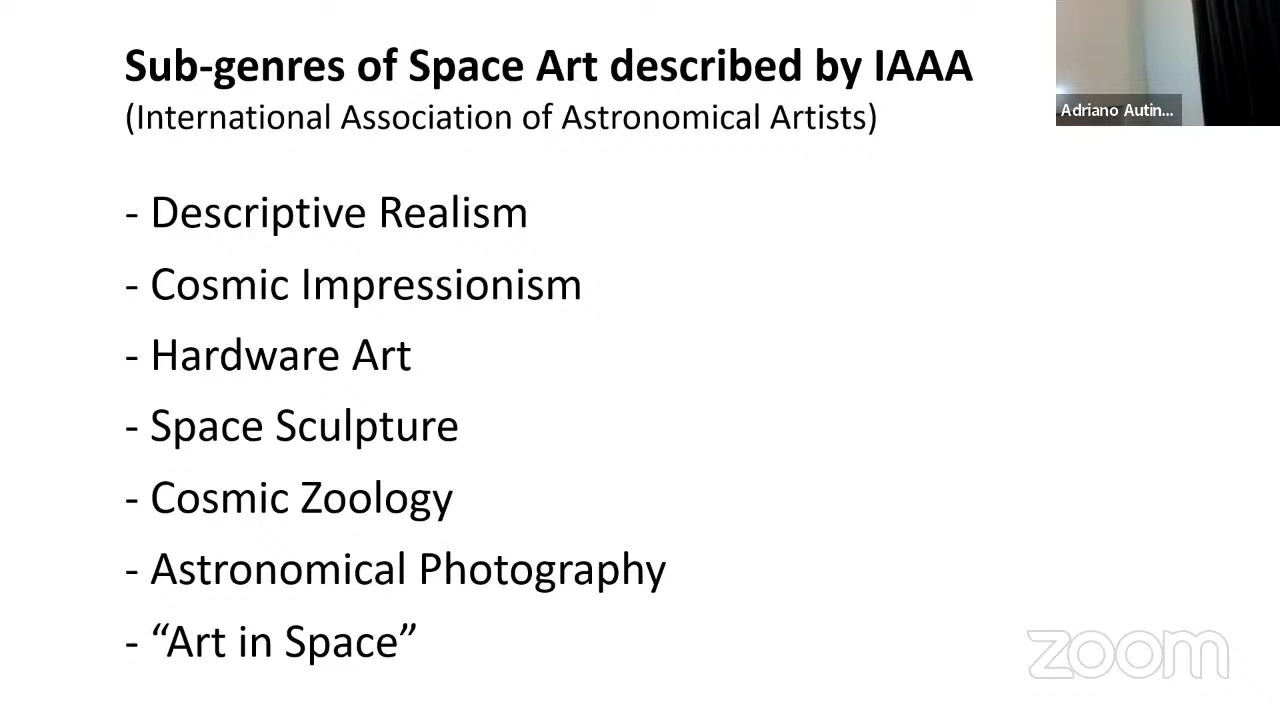 Sub-genres of Space Art described by IAAA
(International Association of Astronomical Artists)
- Descriptive Realism
- Cosmic Impressionism
- Hardware Art
- Space Sculpture
- Cosmic Zoology
- Astronomical Photography
- “Art in Space”
Adriano Autin...
zoom